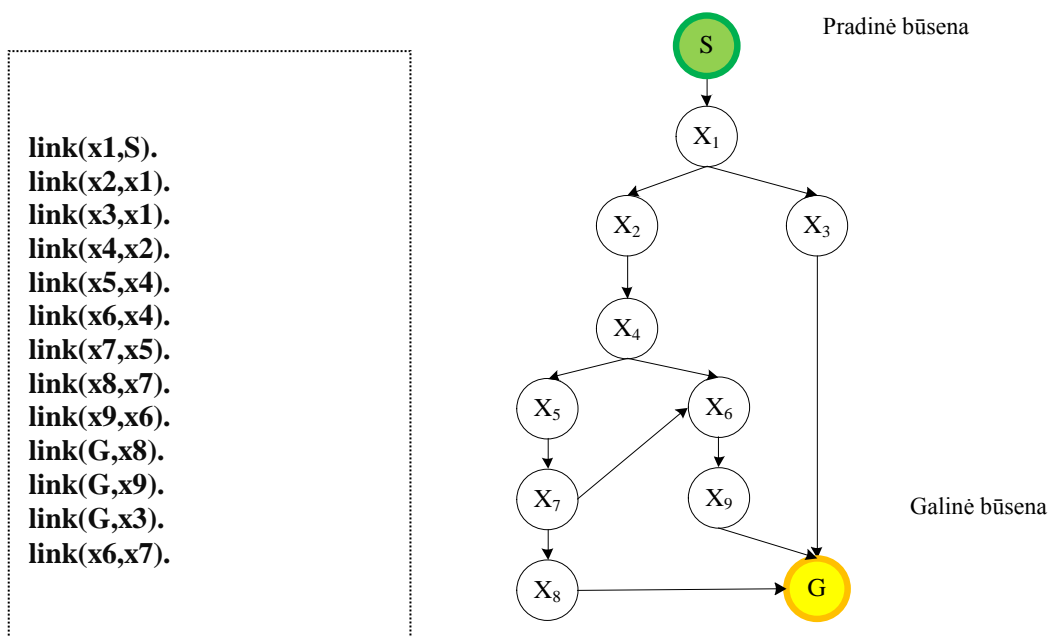 link(x1,S).
link(x2,x1).
link(x3,x1).
link(x4,x2).
link(x5,x4).
link(x6,x4).
link(x7,x5).
link(x8,x7).
link(x9,x6).
link(G,x8).
link(G,x9).
link(G,x3).
link(x6,x7).
Pradinė būsena
S
X₁
X₂
X₃
X₄
X₅
X₆
X₇
X₉
Galinė būsena
X₈
G